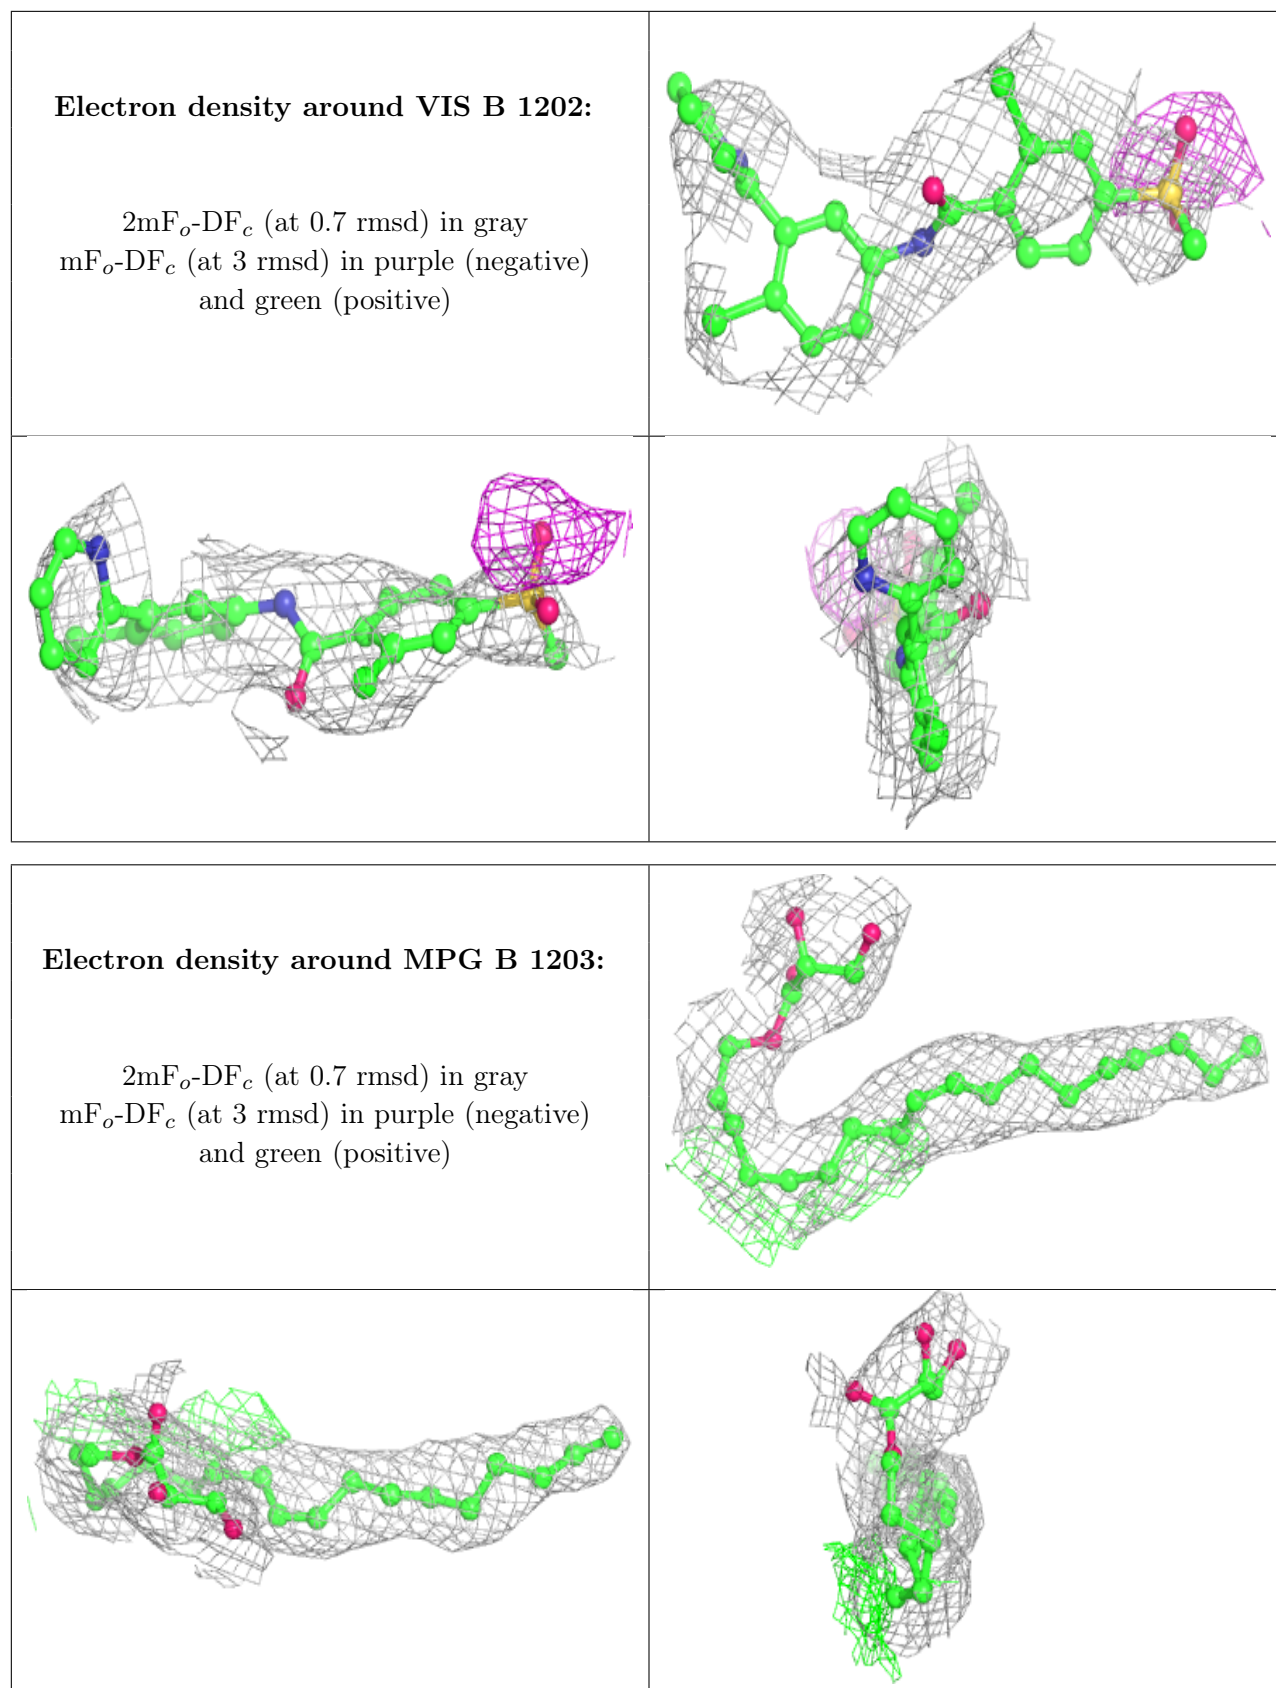 Electron density around VIS B 1202:
2mFo-DFc (at 0.7 rmsd) in gray
mFo-DFc (at 3 rmsd) in purple (negative)
and green (positive)
Electron density around MPG B 1203:
2mFo-DFc (at 0.7 rmsd) in gray
mFo-DFc (at 3 rmsd) in purple (negative)
and green (positive)